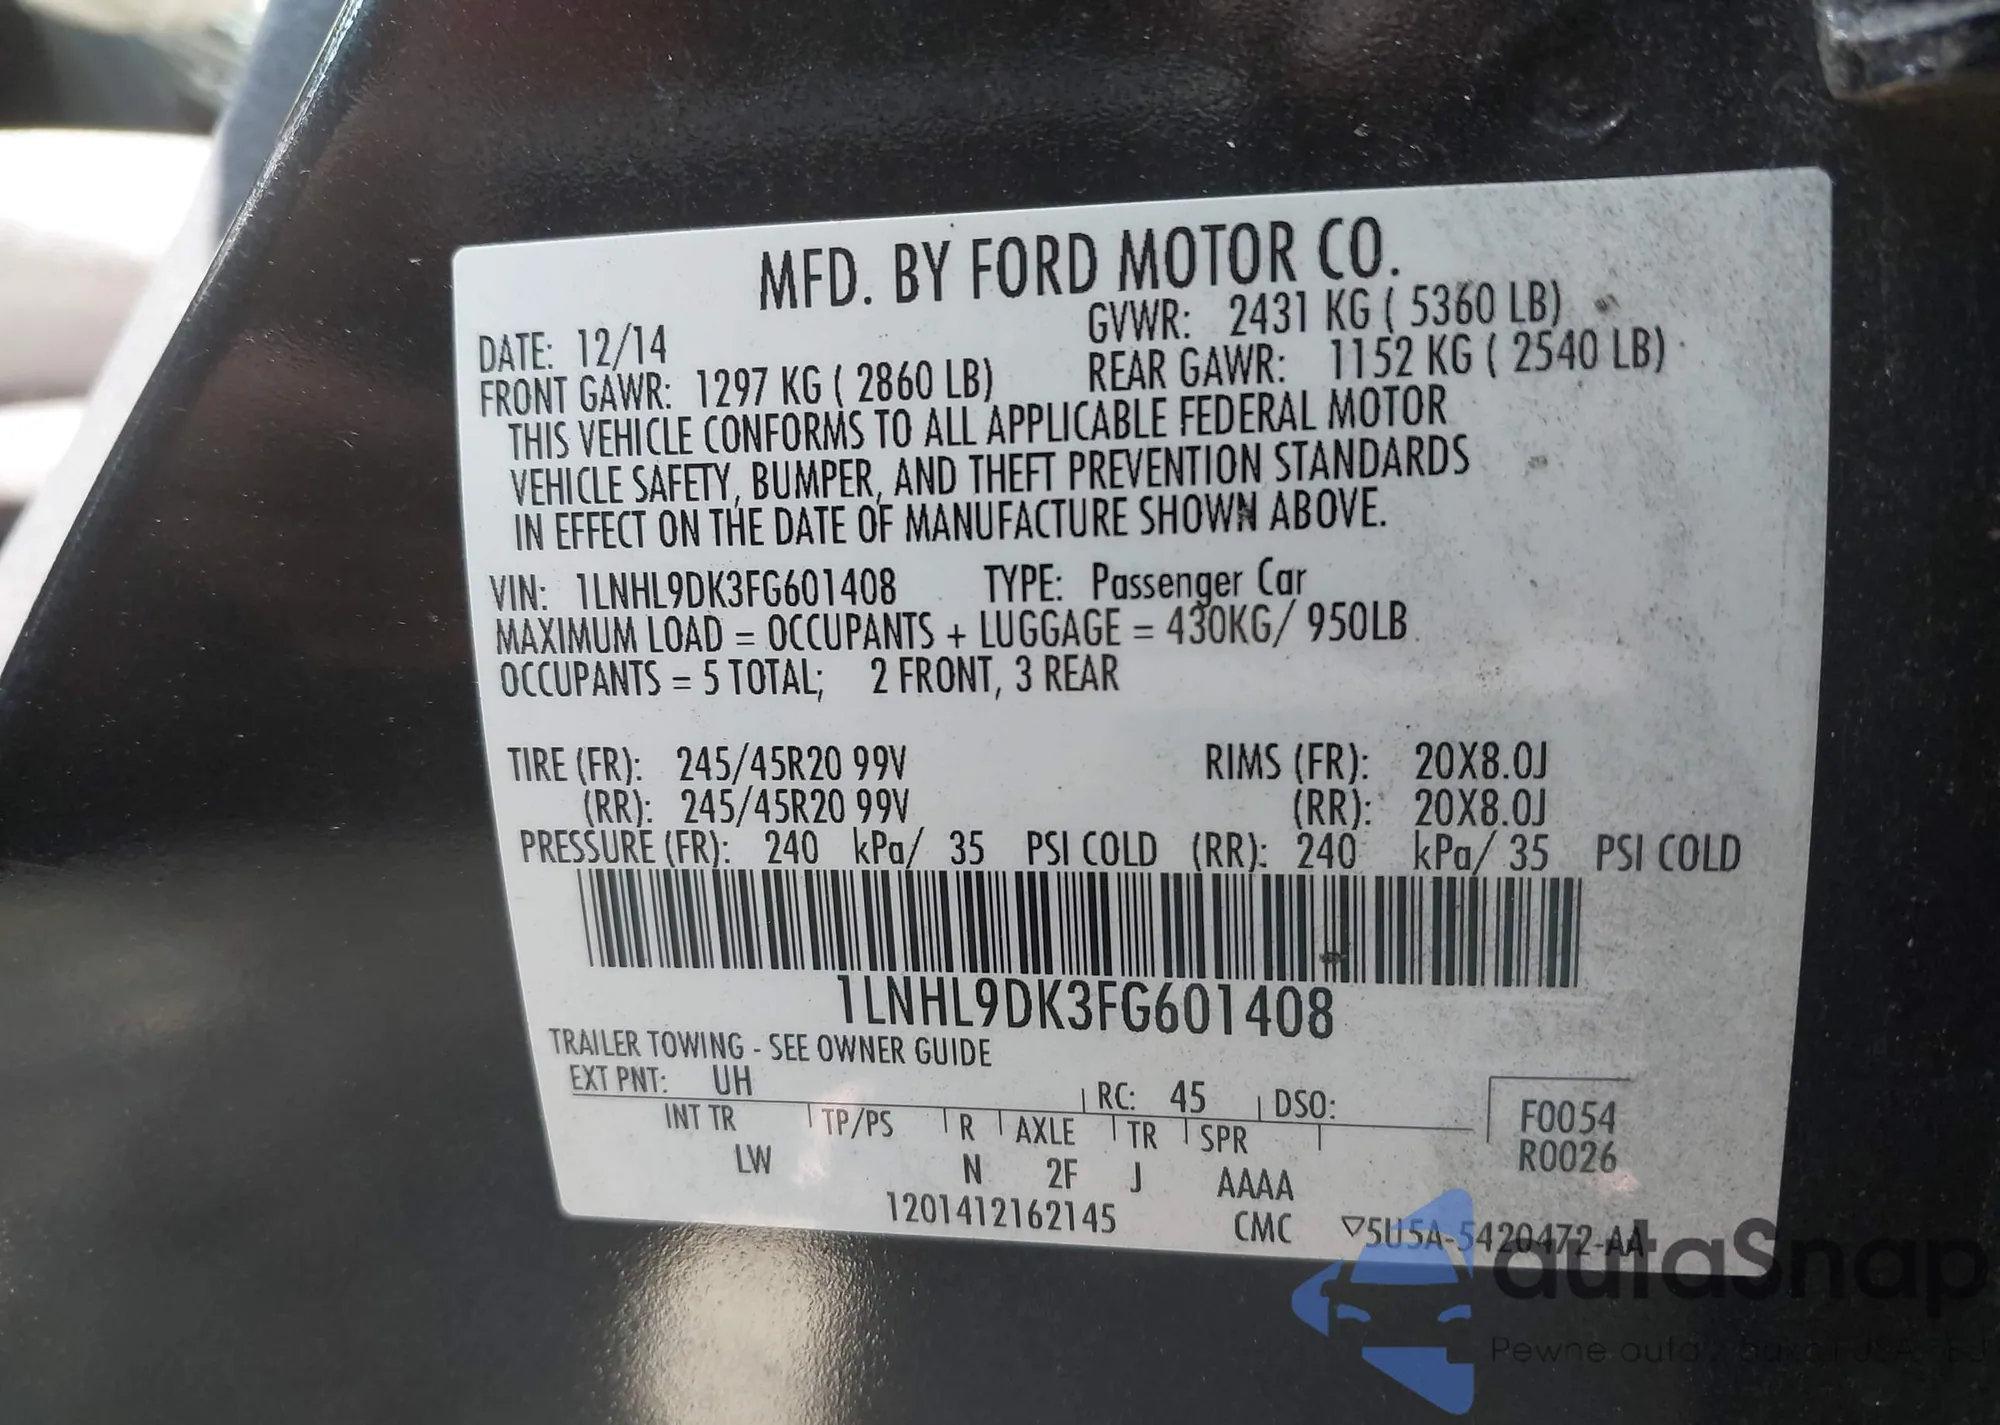 MFD. BY FORD MOTOR CO.
DATE: 12/14 GVWR: 2431 KG ( 5360 LB)
FRONT GAWR: 1297 KG ( 2860 LB) REAR GAWR: 1152 KG ( 2540 LB)
THIS VEHICLE CONFORMS TO ALL APPLICABLE FEDERAL MOTOR
VEHICLE SAFETY, BUMPER, AND THEFT PREVENTION STANDARDS
IN EFFECT ON THE DATE OF MANUFACTURE SHOWN ABOVE.
VIN: 1LNHL9DK3FG601408 TYPE: Passenger Car
MAXIMUM LOAD = OCCUPANTS + LUGGAGE = 430KG/ 950LB
OCCUPANTS = 5 TOTAL; 2 FRONT, 3 REAR
TIRE (FR): 245/45R20 99V RIMS (FR): 20X8.0J
(RR): 245/45R20 99V (RR): 20X8.0J
PRESSURE (FR): 240 kPa/ 35 PSI COLD (RR): 240 kPa/ 35 PSI COLD
1LNHL9DK3FG601408
TRAILER TOWING - SEE OWNER GUIDE
EXT PNT: UH RC: 45 DSO:
INT TR TP/PS R AXLE TR SPR F0054
LW N 2F J AAAA R0026
1201412162145 CMC ▽5U5A-5420472-AA
autaSnap
Pewne auta z